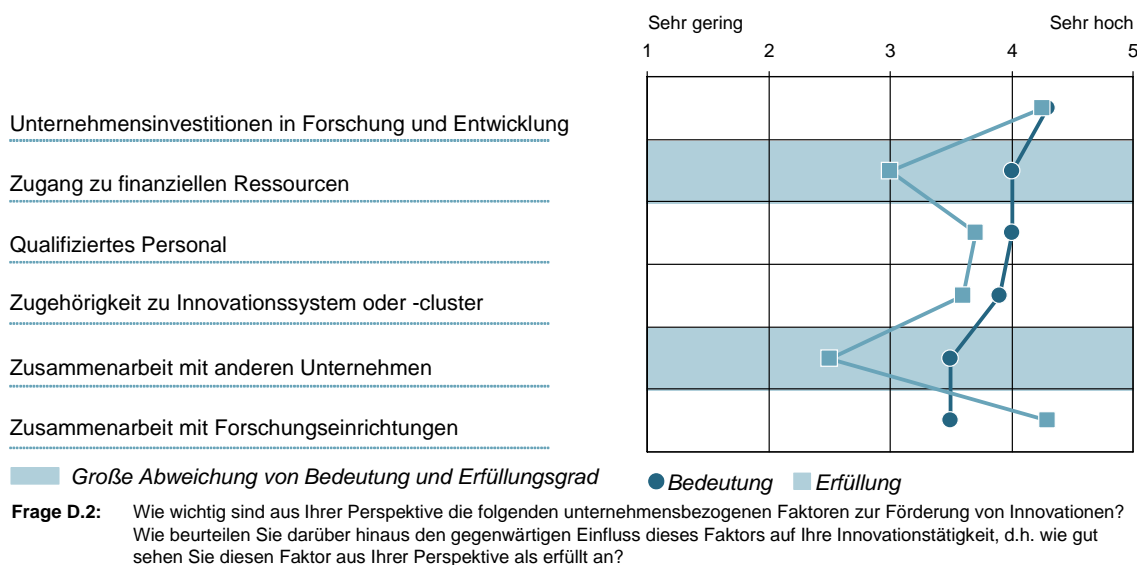 Sehr gering Sehr hoch
1 2 3 4 5
Unternehmensinvestitionen in Forschung und Entwicklung
Zugang zu finanziellen Ressourcen
Qualifiziertes Personal
Zugehörigkeit zu Innovationssystem oder -cluster
Zusammenarbeit mit anderen Unternehmen
Zusammenarbeit mit Forschungseinrichtungen
Große Abweichung von Bedeutung und Erfüllungsgrad Bedeutung Erfüllung
Frage D.2: Wie wichtig sind aus Ihrer Perspektive die folgenden unternehmensbezogenen Faktoren zur Förderung von Innovationen?
Wie beurteilen Sie darüber hinaus den gegenwärtigen Einfluss dieses Faktors auf Ihre Innovationstätigkeit, d.h. wie gut
sehen Sie diesen Faktor aus Ihrer Perspektive als erfüllt an?